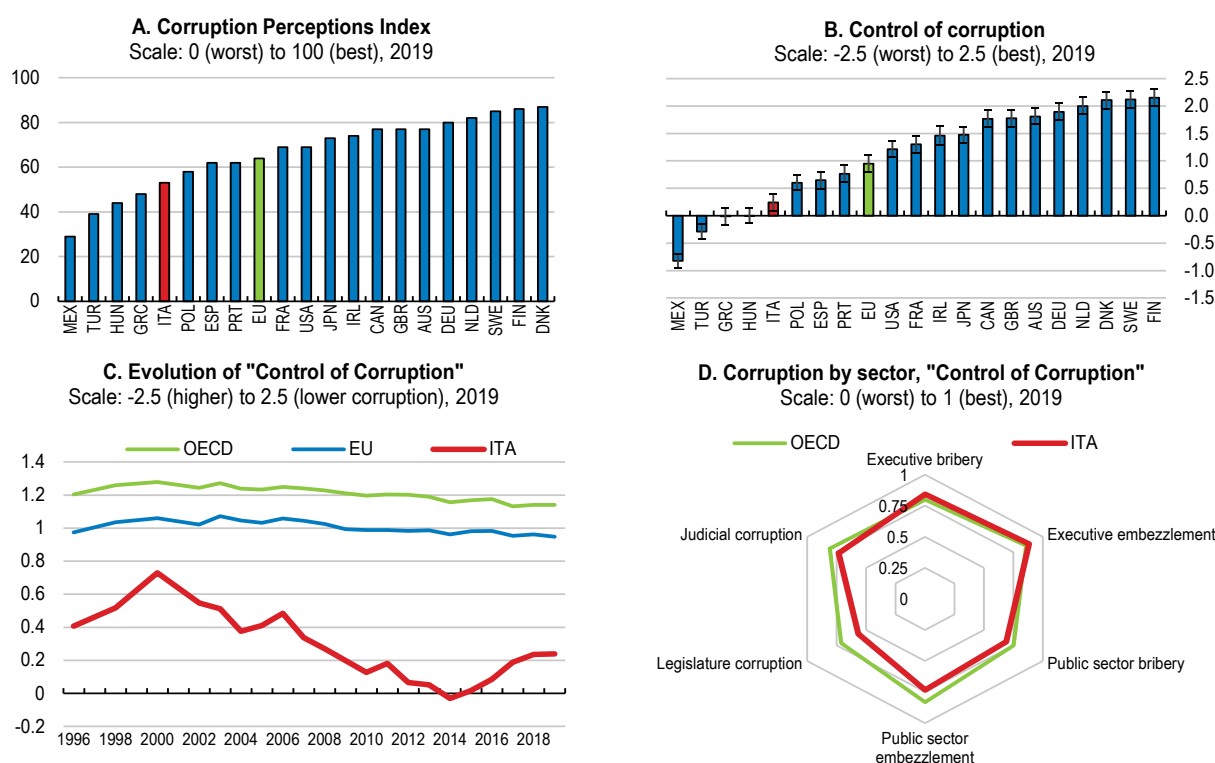 A. Corruption Perceptions Index
Scale: 0 (worst) to 100 (best), 2019
100
80
60
40
20
0
MEX TUR HUN GRC ITA POL ESP PRT EU FRA USA JPN IRL CAN GBR AUS DEU NLD SWE FIN DNK
B. Control of corruption
Scale: -2.5 (worst) to 2.5 (best), 2019
2.5
2.0
1.5
1.0
0.5
0.0
-0.5
-1.0
-1.5
MEX TUR GRC HUN ITA POL ESP PRT EU USA FRA IRL JPN CAN GBR AUS DEU NLD DNK SWE FIN
C. Evolution of "Control of Corruption"
Scale: -2.5 (higher) to 2.5 (lower corruption), 2019
OECD EU ITA
1.4
1.2
1
0.8
0.6
0.4
0.2
0
-0.2
1996 1998 2000 2002 2004 2006 2008 2010 2012 2014 2016 2018
D. Corruption by sector, "Control of Corruption"
Scale: 0 (worst) to 1 (best), 2019
OECD ITA
Executive bribery
1
0.75
0.5
0.25
0
Judicial corruption
Executive embezzlement
Legislature corruption
Public sector bribery
Public sector
embezzlement